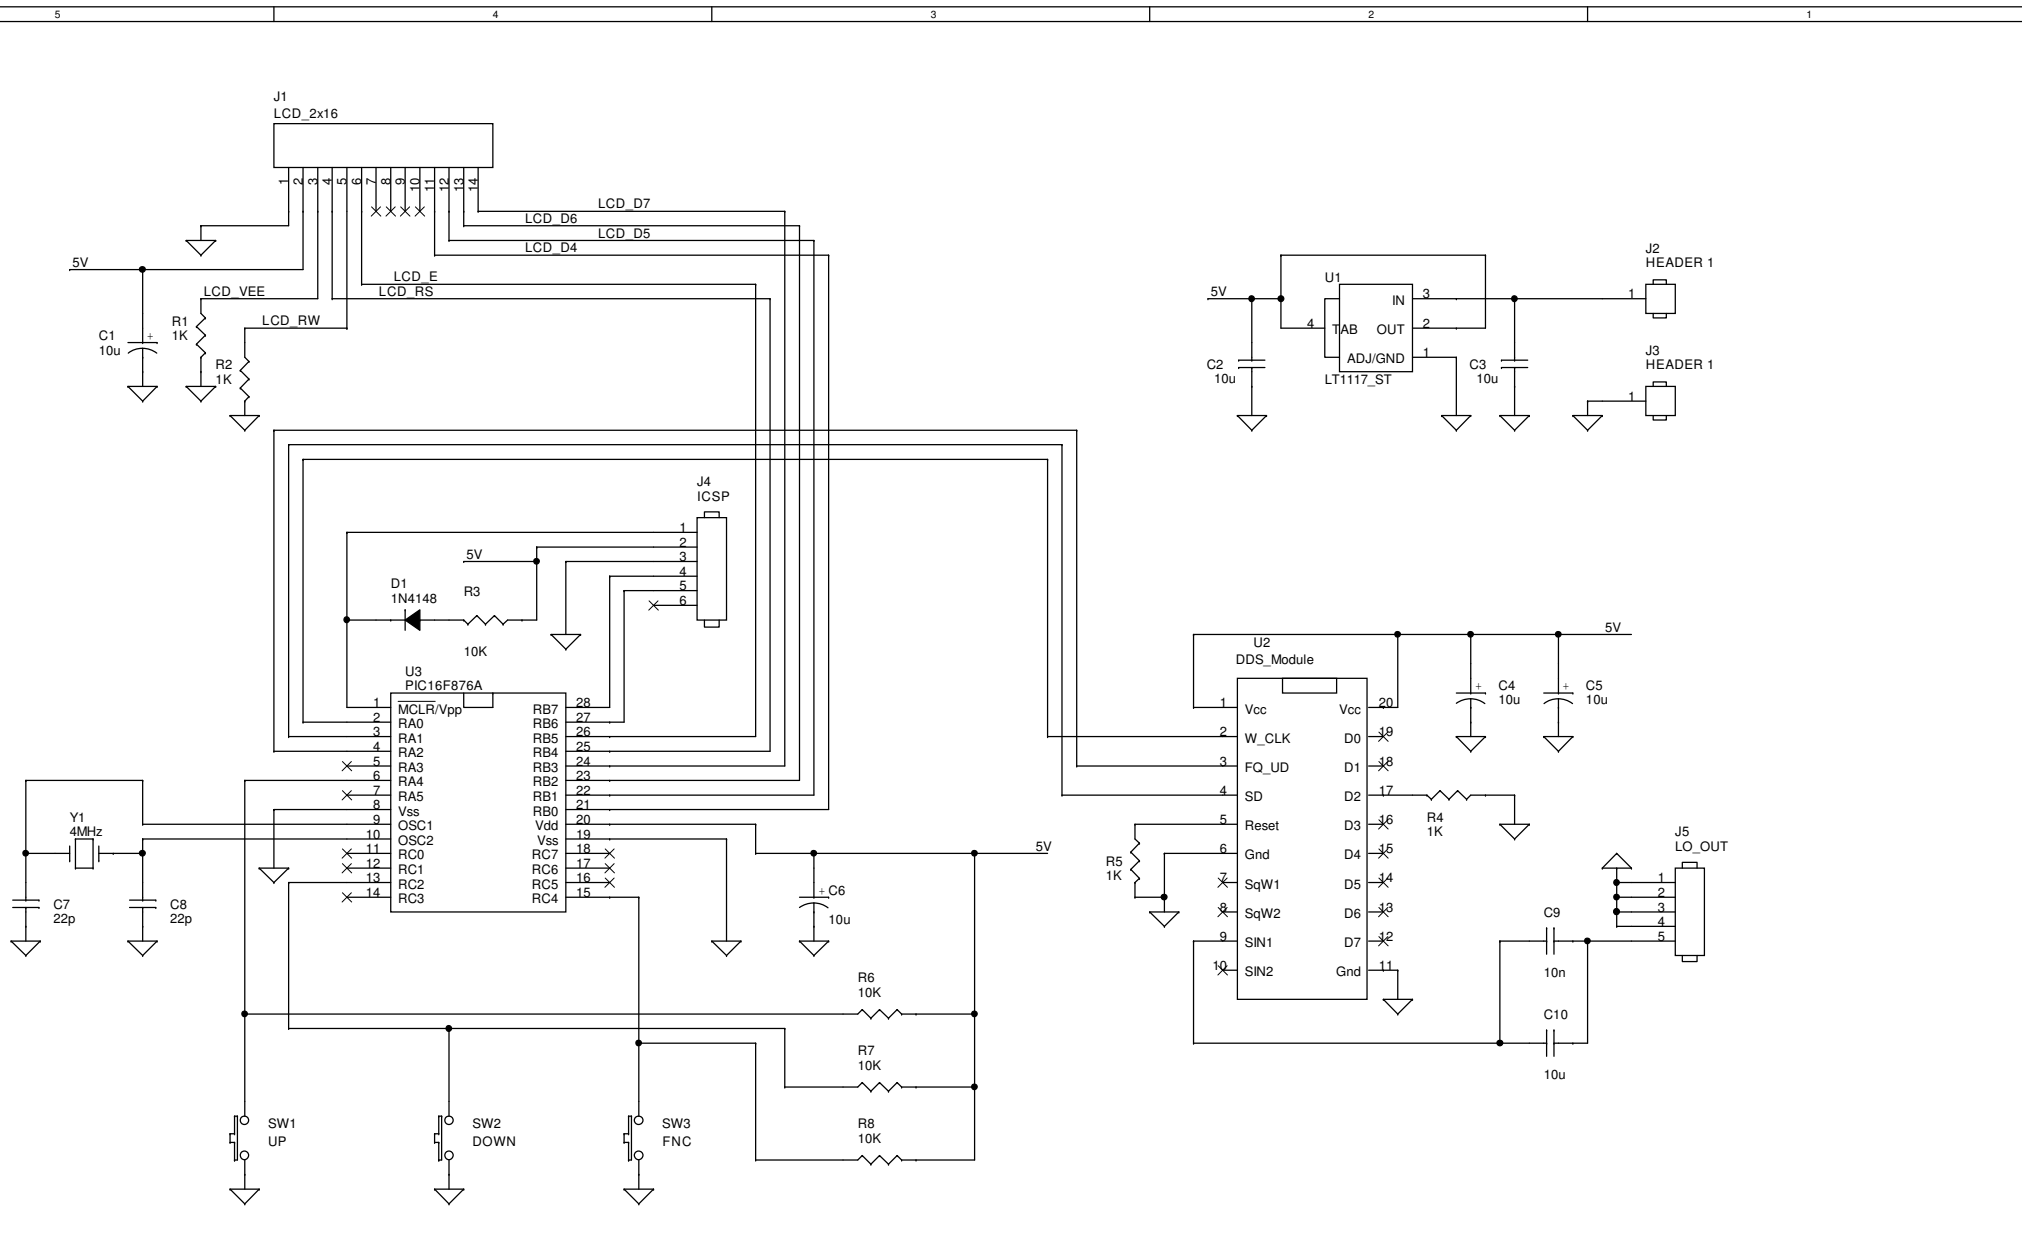 5 4 3 2 1
J1
LCD_2x16
1 2 3 4 5 6 7 8 9 10 11 12 13 14
LCD_D7
LCD_D6
LCD_D5
LCD_D4
5V
LCD_E
LCD_VEE
LCD_RS
LCD_RW
C1
10u
+
R1
1K
R2
1K
J2
HEADER 1
1
U1
5V
IN 3
4 TAB OUT 2
ADJ/GND 1
LT1117_ST
C2
10u
C3
10u
J3
HEADER 1
1
J4
ICSP
1
2
3
4
5
6
5V
D1
1N4148
R3
10K
U3
PIC16F876A
1 MCLR/Vpp RB7 28
2 RA0 RB6 27
3 RA1 RB5 26
4 RA2 RB4 25
5 RA3 RB3 24
6 RA4 RB2 23
7 RA5 RB1 22
8 Vss RB0 21
9 OSC1 Vdd 20
10 OSC2 Vss 19
11 RC0 RC7 18
12 RC1 RC6 17
13 RC2 RC5 16
14 RC3 RC4 15
Y1
4MHz
C7
22p
C8
22p
5V
+ C6
10u
5V
U2
DDS_Module
1 Vcc Vcc 20
2 W_CLK D0 19
3 FQ_UD D1 18
4 SD D2 17
5 Reset D3 16
6 Gnd D4 15
7 SqW1 D5 14
8 SqW2 D6 13
9 SIN1 D7 12
10 SIN2 Gnd 11
+ C4
10u
+ C5
10u
R4
1K
R5
1K
J5
LO_OUT
1
2
3
4
5
C9
10n
C10
10u
R6
10K
R7
10K
R8
10K
SW1
UP
SW2
DOWN
SW3
FNC